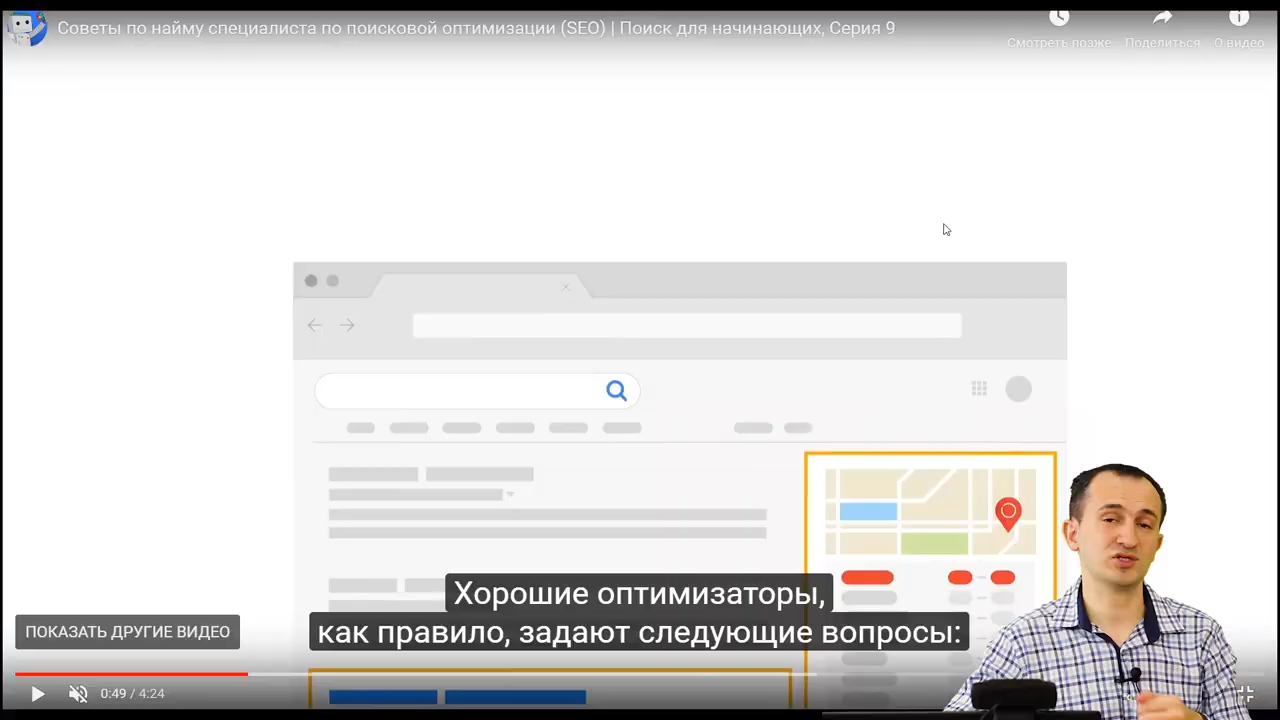 Советы по найму специалиста по поисковой оптимизации (SEO) | Поиск для начинающих, Серия 9
Смотреть позже
Поделиться
О видео
Хорошие оптимизаторы,
как правило, задают следующие вопросы:
ПОКАЗАТЬ ДРУГИЕ ВИДЕО
0:49 / 4:24